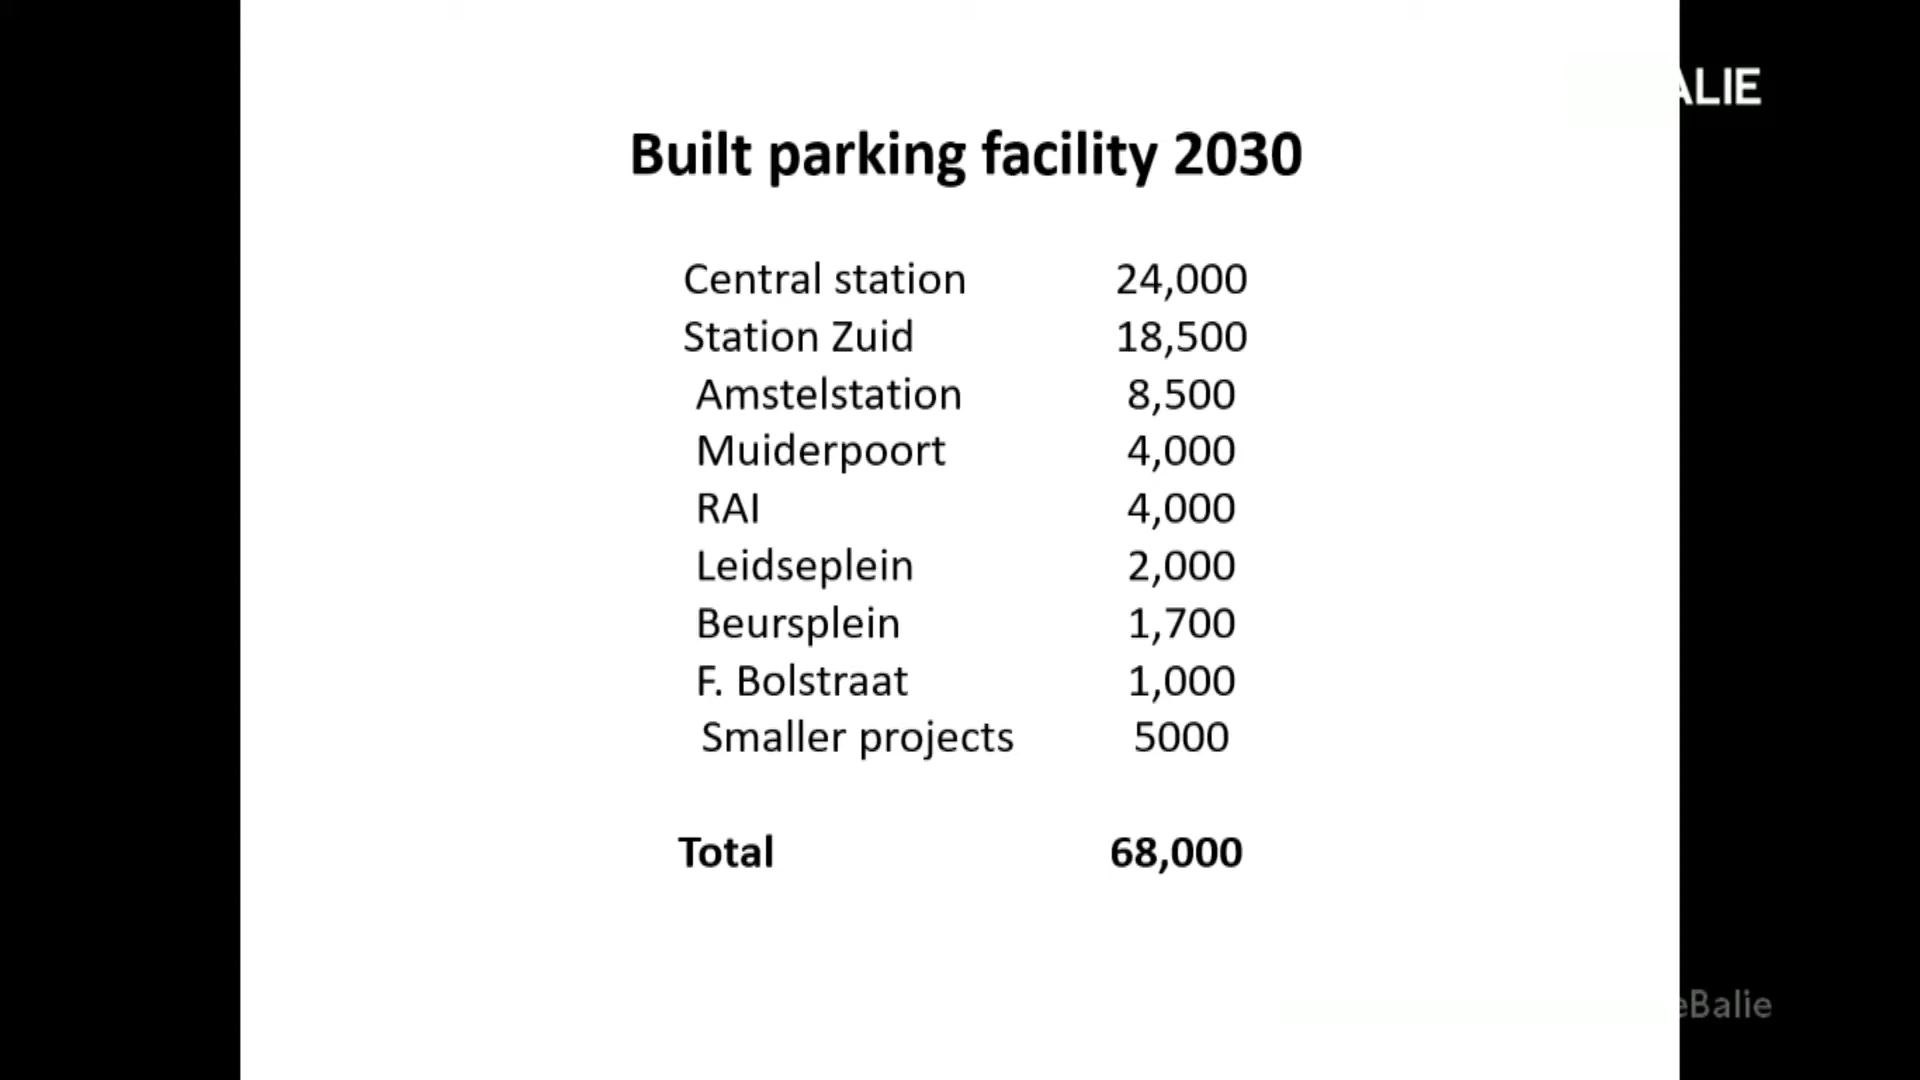 ALIE
Built parking facility 2030
Central station 24,000
Station Zuid 18,500
Amstelstation 8,500
Muiderpoort 4,000
RAI 4,000
Leidseplein 2,000
Beursplein 1,700
F. Bolstraat 1,000
Smaller projects 5000
Total 68,000
eBalie